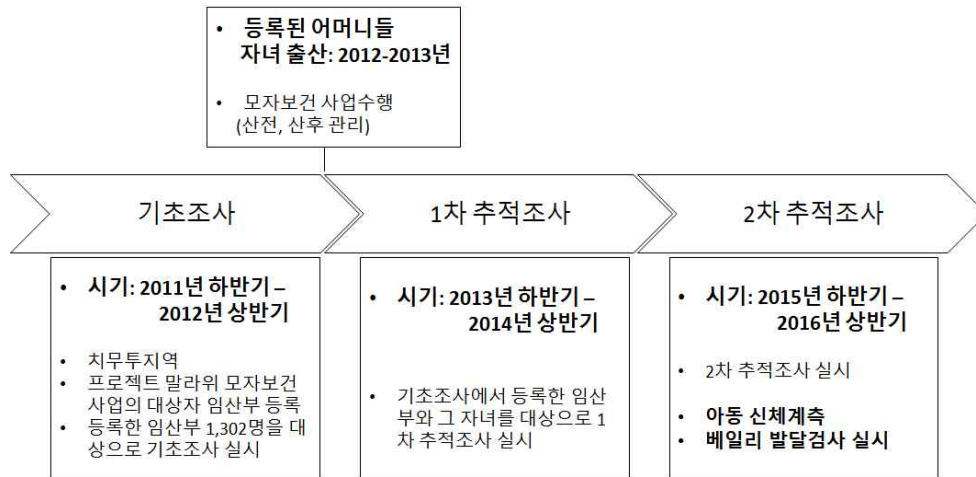 • 등록된 어머니들
자녀 출산: 2012-2013년
• 모자보건 사업수행
(산전, 산후 관리)
기초조사
1차 추적조사
2차 추적조사
• 시기: 2011년 하반기 –
2012년 상반기
• 치무투지역
• 프로젝트 말라위 모자보건
사업의 대상자 임산부 등록
• 등록한 임산부 1,302명을 대
상으로 기초조사 실시
• 시기: 2013년 하반기 –
2014년 상반기
• 기초조사에서 등록한 임산
부와 그 자녀를 대상으로 1
차 추적조사 실시
• 시기: 2015년 하반기 –
2016년 상반기
• 2차 추적조사 실시
• 아동 신체계측
• 베일리 발달검사 실시